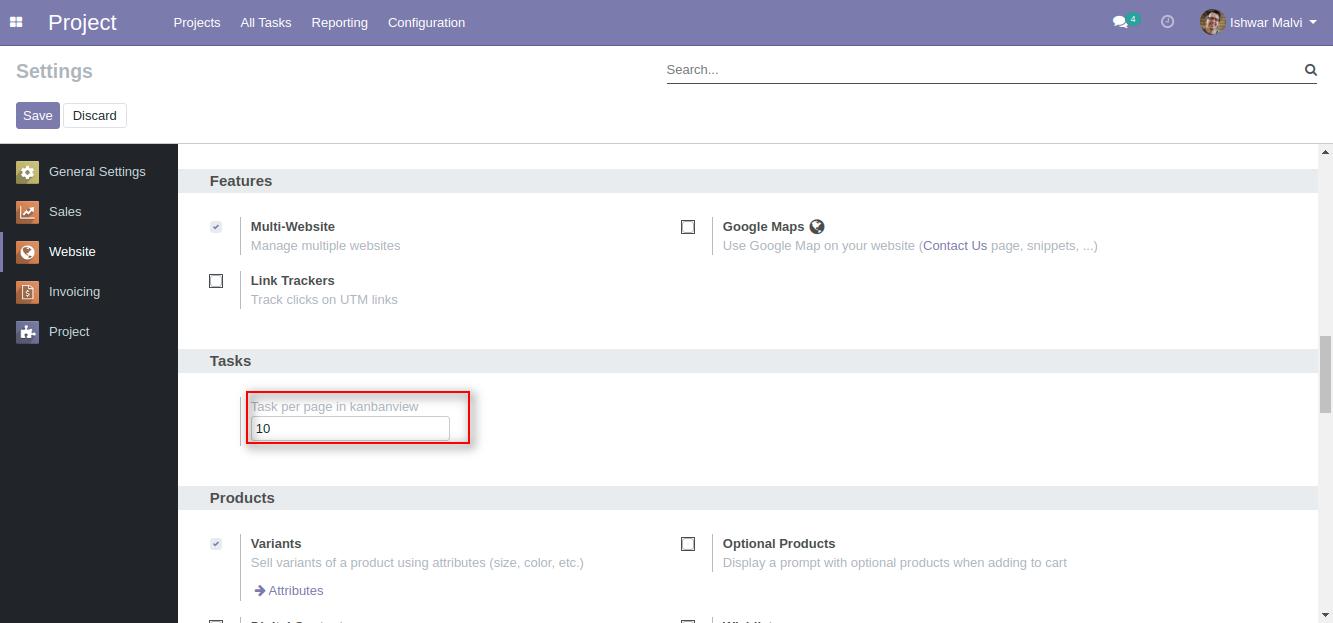 Project Projects All Tasks Reporting Configuration 4 Ishwar Malvi
Settings
Search...
Save Discard
General Settings
Sales
Website
Invoicing
Project
Features
Multi-Website
Manage multiple websites
Google Maps
Use Google Map on your website (Contact Us page, snippets, ...)
Link Trackers
Track clicks on UTM links
Tasks
Task per page in kanbanview
10
Products
Variants
Sell variants of a product using attributes (size, color, etc.)
Attributes
Optional Products
Display a prompt with optional products when adding to cart